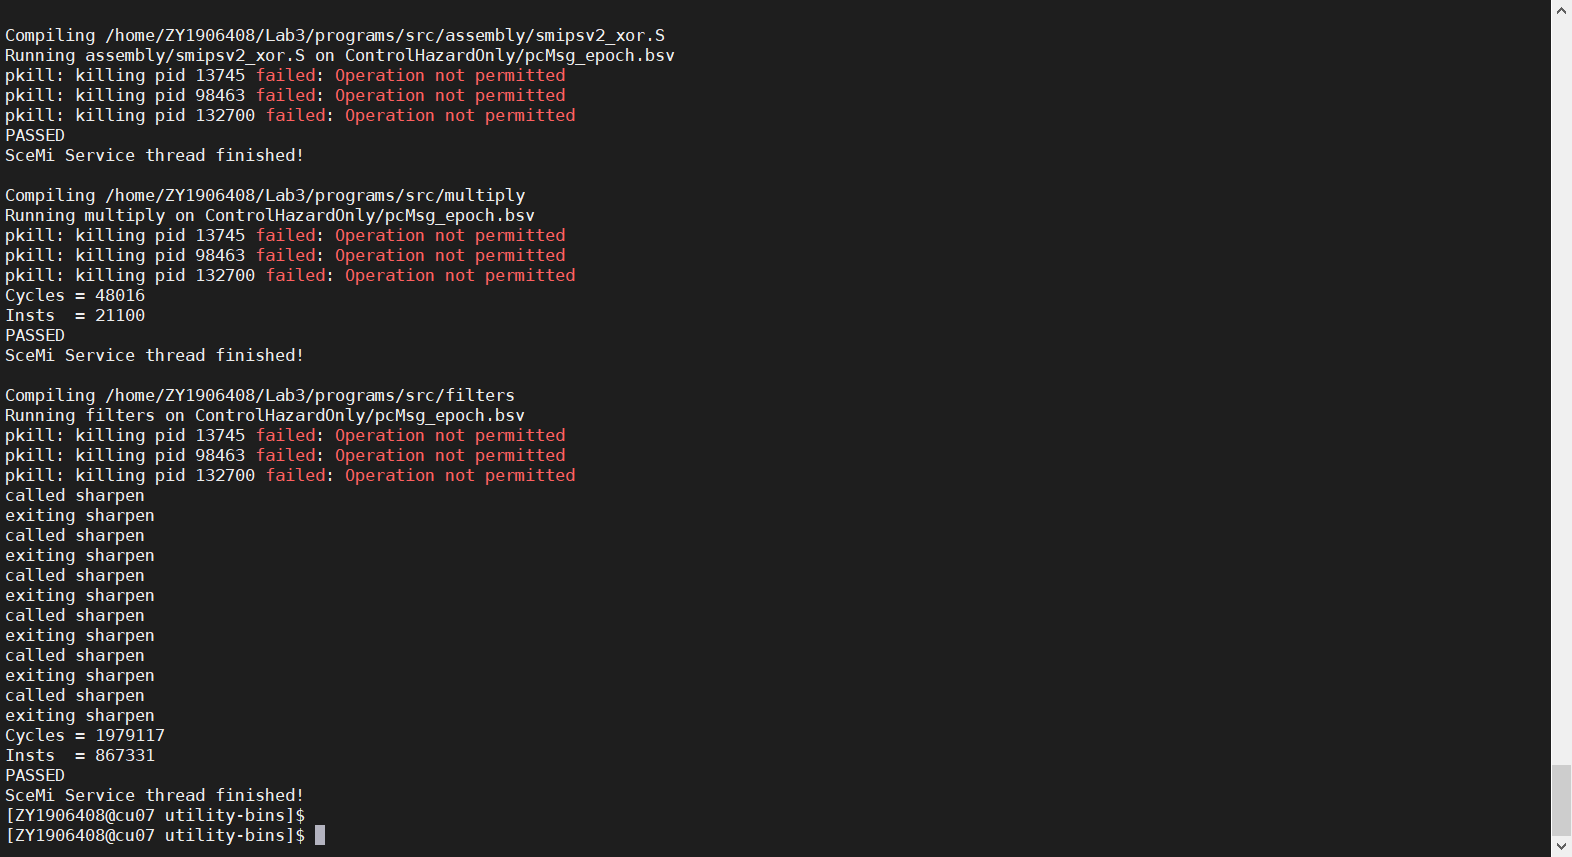 Compiling /home/ZY1906408/Lab3/programs/src/assembly/smipsv2_xor.S
Running assembly/smipsv2_xor.S on ControlHazardOnly/pcMsg_epoch.bsv
pkill: killing pid 13745 failed: Operation not permitted
pkill: killing pid 98463 failed: Operation not permitted
pkill: killing pid 132700 failed: Operation not permitted
PASSED
SceMi Service thread finished!
Compiling /home/ZY1906408/Lab3/programs/src/multiply
Running multiply on ControlHazardOnly/pcMsg_epoch.bsv
pkill: killing pid 13745 failed: Operation not permitted
pkill: killing pid 98463 failed: Operation not permitted
pkill: killing pid 132700 failed: Operation not permitted
Cycles = 48016
Insts  = 21100
PASSED
SceMi Service thread finished!
Compiling /home/ZY1906408/Lab3/programs/src/filters
Running filters on ControlHazardOnly/pcMsg_epoch.bsv
pkill: killing pid 13745 failed: Operation not permitted
pkill: killing pid 98463 failed: Operation not permitted
pkill: killing pid 132700 failed: Operation not permitted
called sharpen
exiting sharpen
called sharpen
exiting sharpen
called sharpen
exiting sharpen
called sharpen
exiting sharpen
called sharpen
exiting sharpen
called sharpen
exiting sharpen
Cycles = 1979117
Insts  = 867331
PASSED
SceMi Service thread finished!
[ZY1906408@cu07 utility-bins]$
[ZY1906408@cu07 utility-bins]$